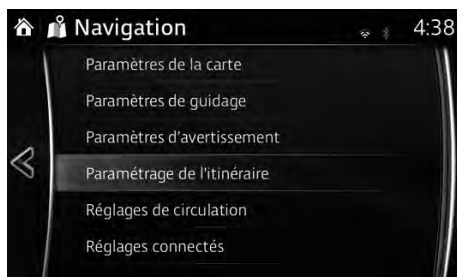 Navigation 4:38
Paramètres de la carte
Paramètres de guidage
Paramètres d'avertissement
Paramétrage de l'itinéraire
Réglages de circulation
Réglages connectés